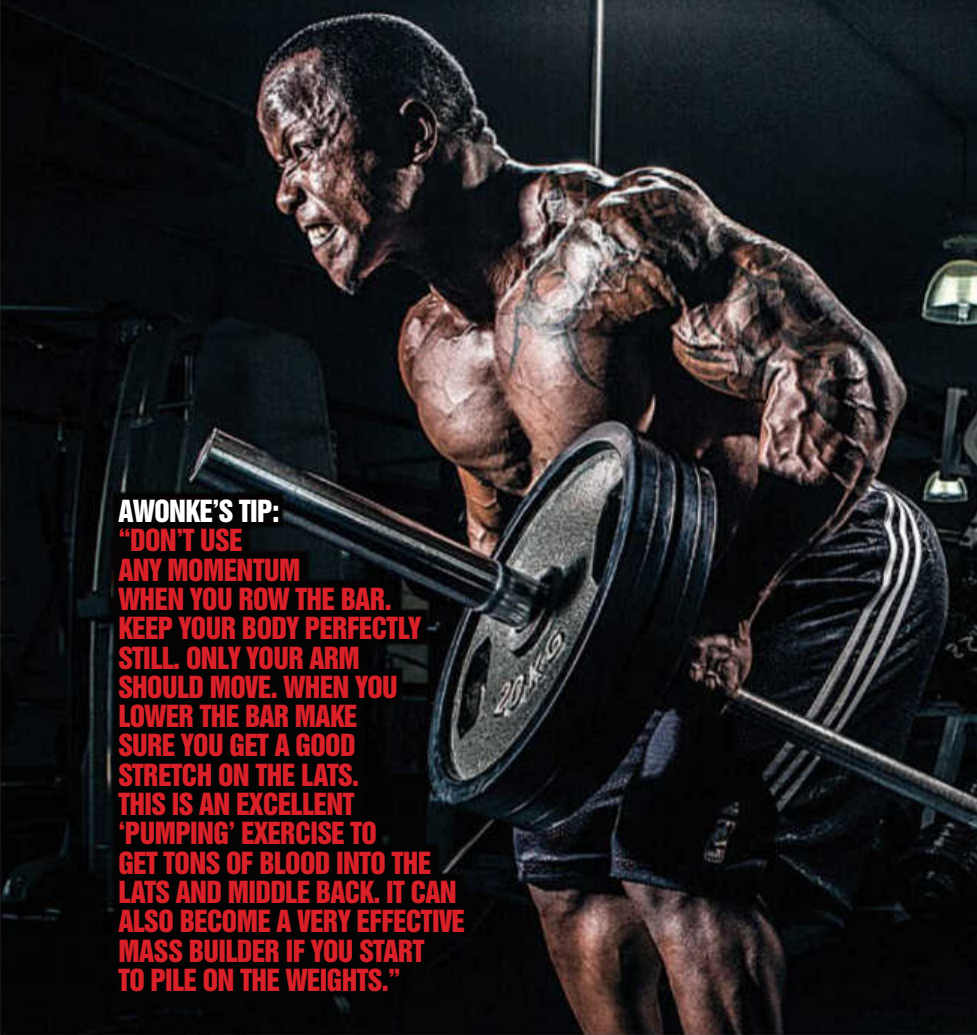 AWONKE'S TIP:
“DON'T USE
ANY MOMENTUM
WHEN YOU ROW THE BAR.
KEEP YOUR BODY PERFECTLY
STILL. ONLY YOUR ARM
SHOULD MOVE. WHEN YOU
LOWER THE BAR MAKE
SURE YOU GET A GOOD
STRETCH ON THE LATS.
THIS IS AN EXCELLENT
‘PUMPING’ EXERCISE TO
GET TONS OF BLOOD INTO THE
LATS AND MIDDLE BACK. IT CAN
ALSO BECOME A VERY EFFECTIVE
MASS BUILDER IF YOU START
TO PILE ON THE WEIGHTS.”
20 KG